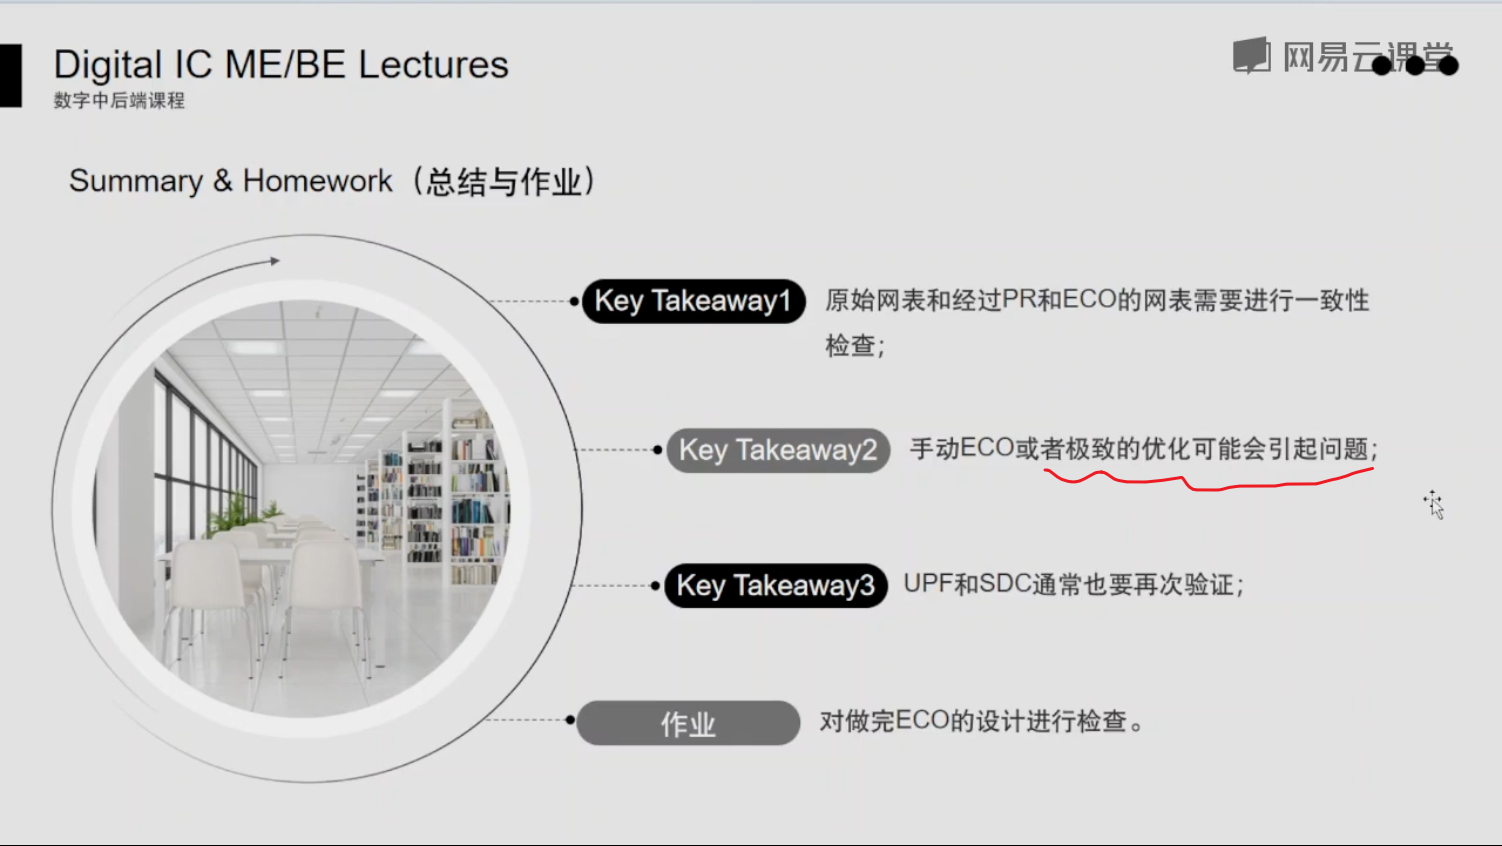 Digital IC ME/BE Lectures
数字中后端课程
网易云课堂
Summary & Homework（总结与作业）
Key Takeaway1
原始网表和经过PR和ECO的网表需要进行一致性
检查；
Key Takeaway2
手动ECO或者极致的优化可能会引起问题；
Key Takeaway3
UPF和SDC通常也要再次验证；
作业
对做完ECO的设计进行检查。